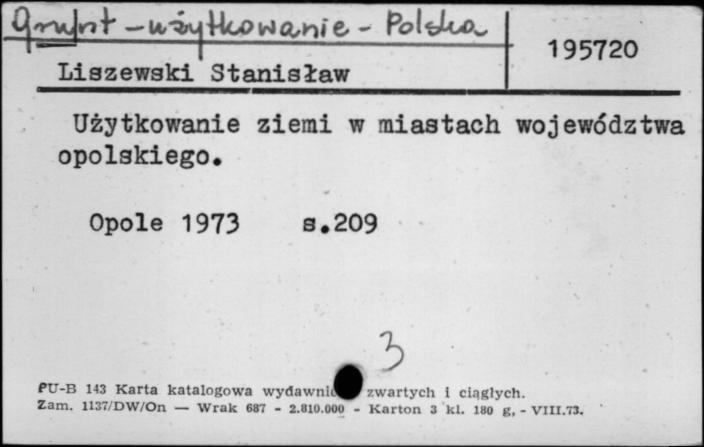 Grunt - użytkowanie - Polska
195720
Liszewski Stanisław
Użytkowanie ziemi w miastach województwa
opolskiego.
Opole 1973 s.209
3
PU-B 143 Karta katalogowa zwartych i ciągłych.
Zam. 1137/DW/On — Wrak 687 - 2.810.000 - Karton 3 kl. 180 g, - VIII.73.